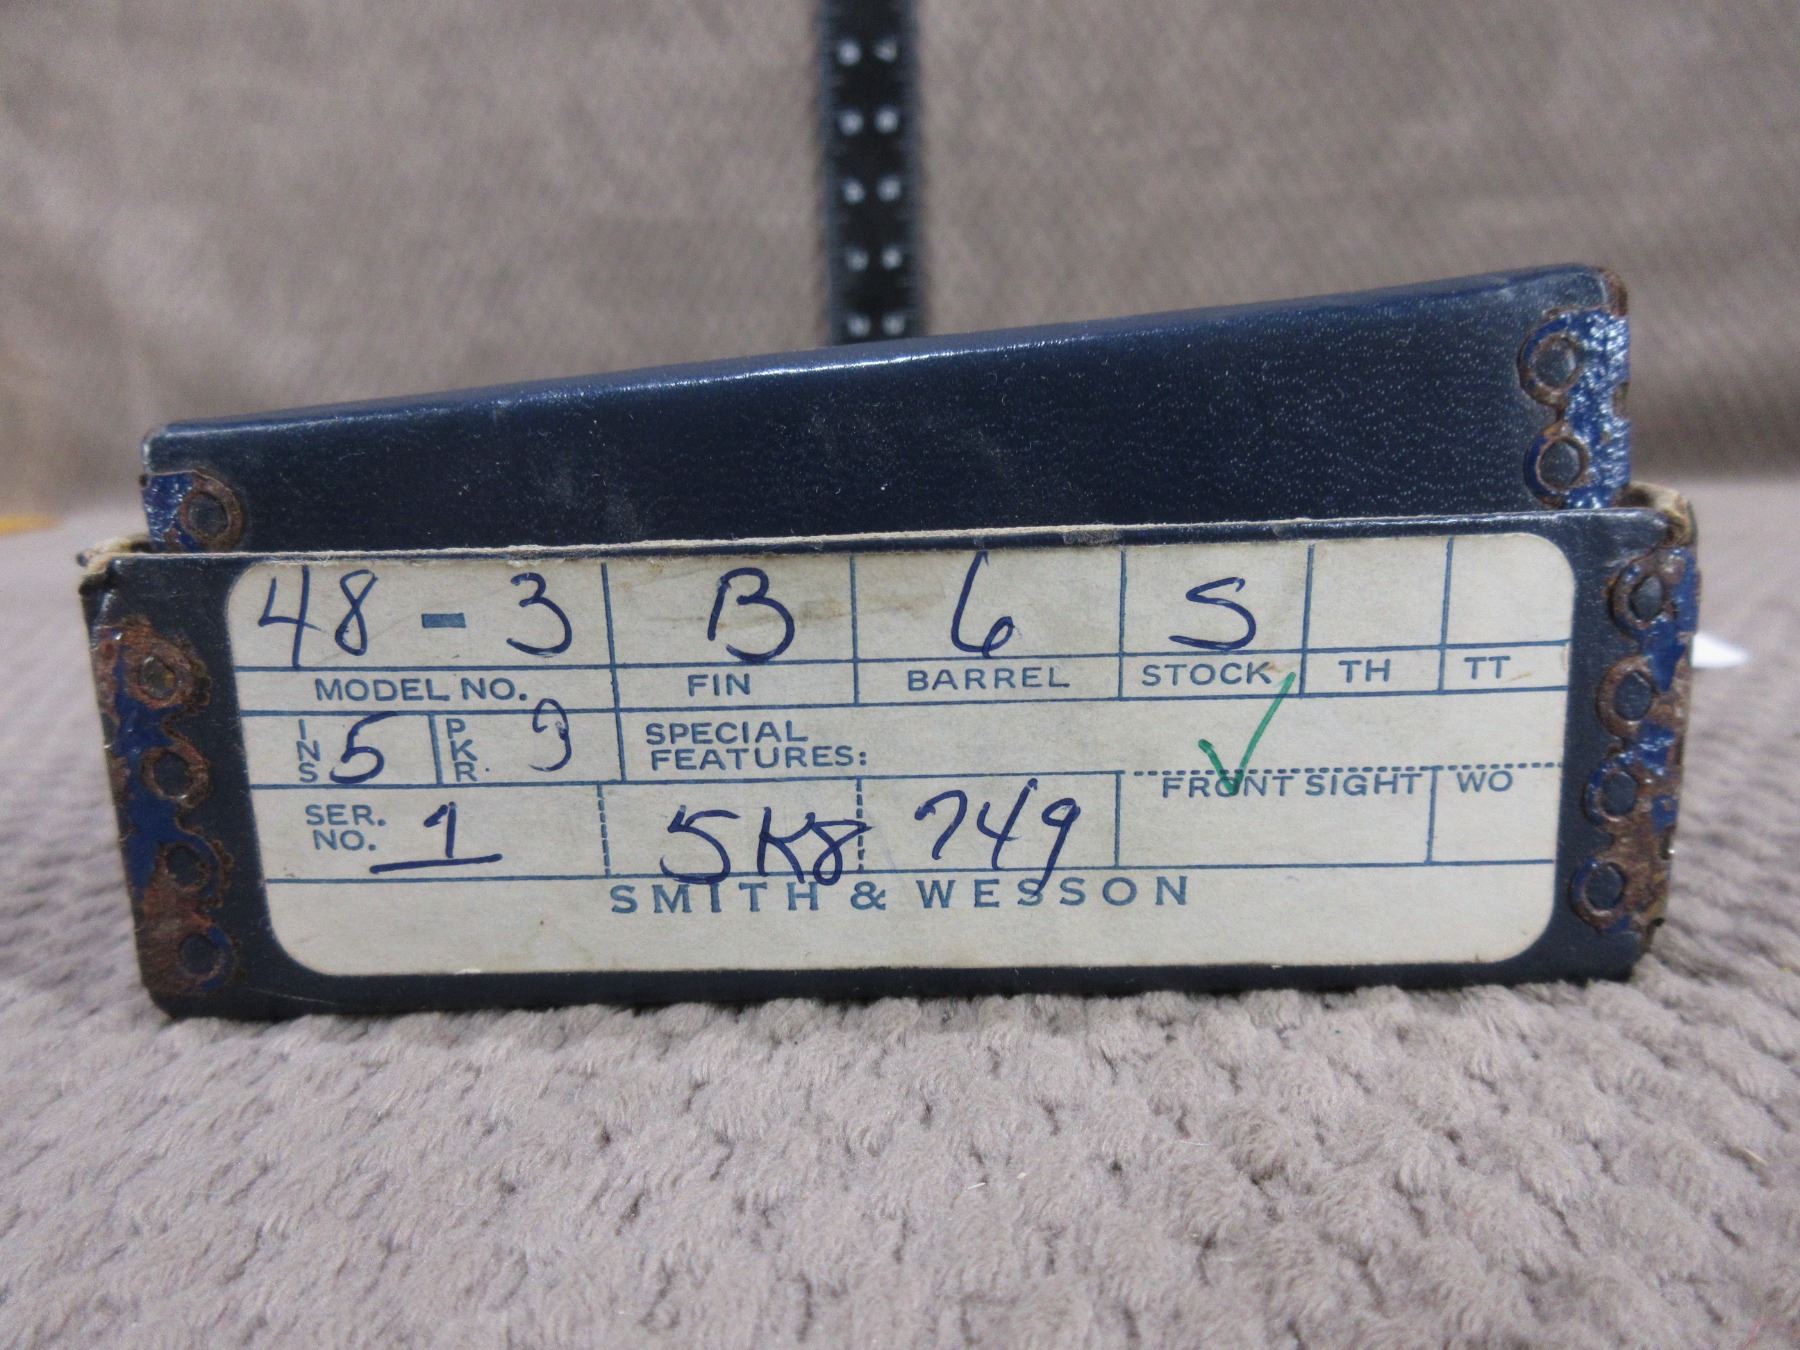 48 - 3 B 6 S
MODEL NO. FIN BARREL STOCK TH TT
INS 5 PKR. 9 SPECIAL FEATURES:
FRONT SIGHT WO
SER. NO. 1 5K8 749
SMITH & WESSON